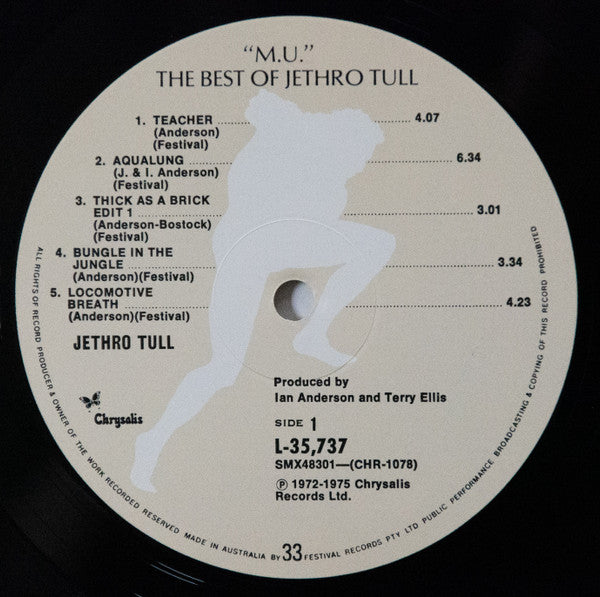 "M.U."
THE BEST OF JETHRO TULL
1. TEACHER 4.07
(Anderson)
(Festival)
2. AQUALUNG 6.34
(J. & I. Anderson)
(Festival)
3. THICK AS A BRICK
EDIT 1 3.01
(Anderson-Bostock)
(Festival)
4. BUNGLE IN THE
JUNGLE 3.34
(Anderson)(Festival)
5. LOCOMOTIVE
BREATH 4.23
(Anderson)(Festival)
JETHRO TULL
Chrysalis
Produced by
Ian Anderson and Terry Ellis
SIDE 1
L-35,737
SMX48301—(CHR-1078)
℗ 1972-1975 Chrysalis
Records Ltd.
ALL RIGHTS OF RECORD PRODUCER & OWNER OF THE WORK RECORDED RESERVED MADE IN AUSTRALIA BY 33 FESTIVAL RECORDS PTY LTD PUBLIC PERFORMANCE BROADCASTING & COPYING OF THIS RECORD PROHIBITED